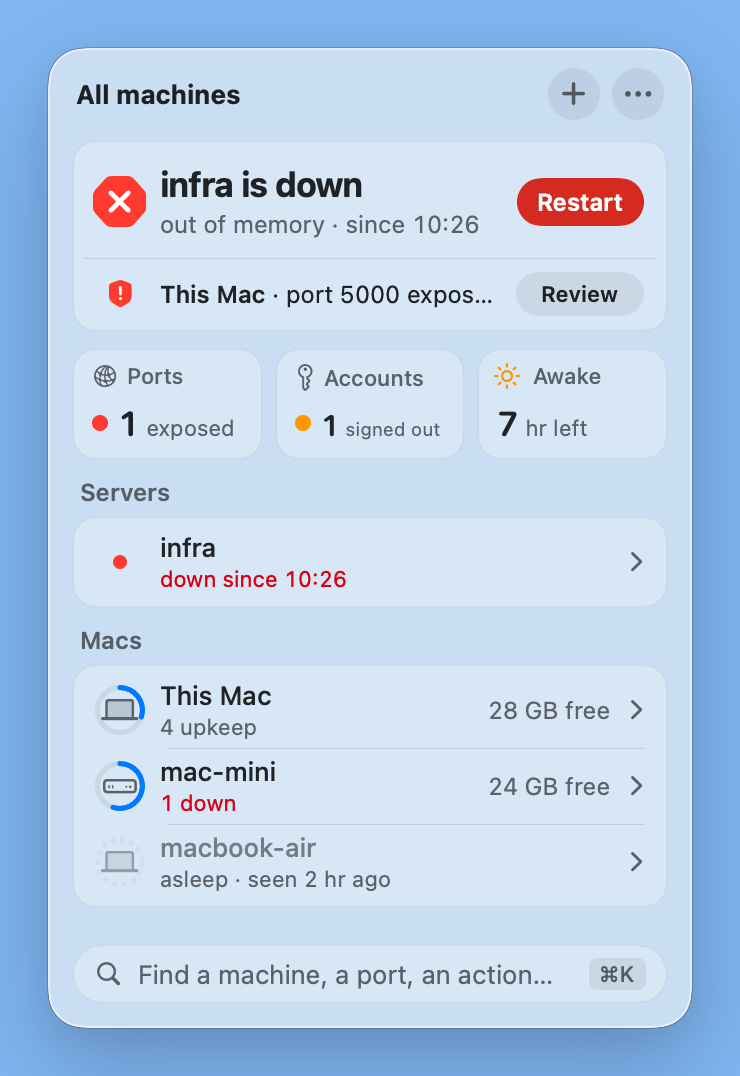 All machines
infra is down
out of memory · since 10:26
Restart
This Mac · port 5000 expos…
Review
Ports
1 exposed
Accounts
1 signed out
Awake
7 hr left
Servers
infra
down since 10:26
Macs
This Mac
4 upkeep
28 GB free
mac-mini
1 down
24 GB free
macbook-air
asleep · seen 2 hr ago
Find a machine, a port, an action…
⌘K